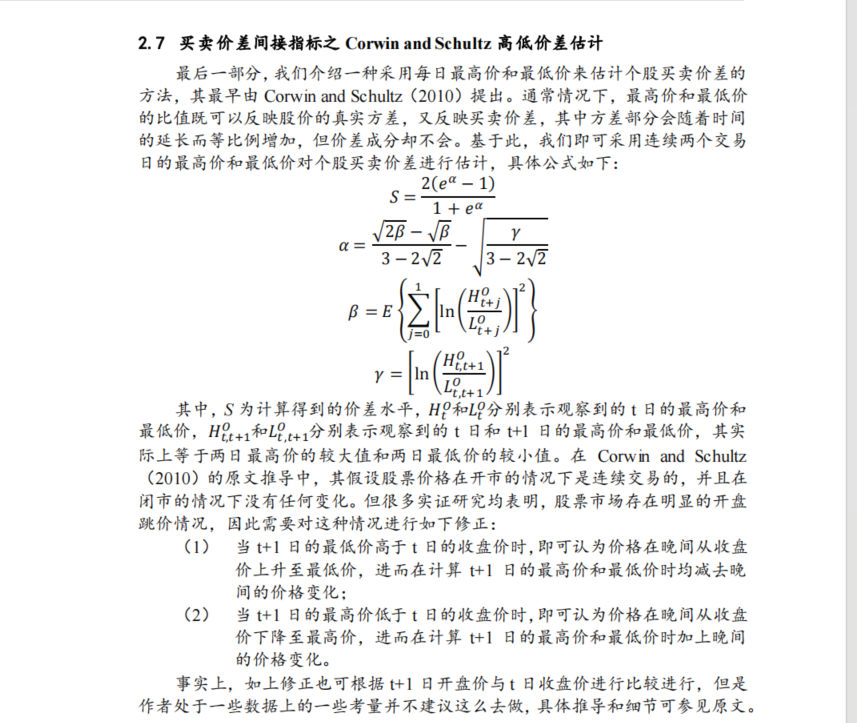 2.7 买卖价差间接指标之 Corwin and Schultz 高低价差估计
最后一部分，我们介绍一种采用每日最高价和最低价来估计个股买卖价差的
方法，其最早由 Corwin and Schultz（2010）提出。通常情况下，最高价和最低价
的比值既可以反映股价的真实方差，又反映买卖价差，其中方差部分会随着时间
的延长而等比例增加，但价差成分却不会。基于此，我们即可采用连续两个交易
日的最高价和最低价对个股买卖价差进行估计，具体公式如下：
$S = \frac{2(e^{\alpha} - 1)}{1 + e^{\alpha}}$
$\alpha = \frac{\sqrt{2\beta} - \sqrt{\beta}}{3 - 2\sqrt{2}} - \sqrt{\frac{\gamma}{3 - 2\sqrt{2}}}$
$\beta = E\left\{\sum_{j=0}^{1}\left[\ln\left(\frac{H_{t+j}^{O}}{L_{t+j}^{O}}\right)\right]^{2}\right\}$
$\gamma = \left[\ln\left(\frac{H_{t,t+1}^{O}}{L_{t,t+1}^{O}}\right)\right]^{2}$
其中，S 为计算得到的价差水平，$H_t^O$和$L_t^O$分别表示观察到的 t 日的最高价和
最低价，$H_{t,t+1}^O$和$L_{t,t+1}^O$分别表示观察到的 t 日和 t+1 日的最高价和最低价，其实
际上等于两日最高价的较大值和两日最低价的较小值。在 Corwin and Schultz
（2010）的原文推导中，其假设股票价格在开市的情况下是连续交易的，并且在
闭市的情况下没有任何变化。但很多实证研究均表明，股票市场存在明显的开盘
跳价情况，因此需要对这种情况进行如下修正：
（1） 当 t+1 日的最低价高于 t 日的收盘价时，即可认为价格在晚间从收盘
价上升至最低价，进而在计算 t+1 日的最高价和最低价时均减去晚
间的价格变化；
（2） 当 t+1 日的最高价低于 t 日的收盘价时，即可认为价格在晚间从收盘
价下降至最高价，进而在计算 t+1 日的最高价和最低价时加上晚间
的价格变化。
事实上，如上修正也可根据 t+1 日开盘价与 t 日收盘价进行比较进行，但是
作者处于一些数据上的一些考量并不建议这么去做，具体推导和细节可参见原文。